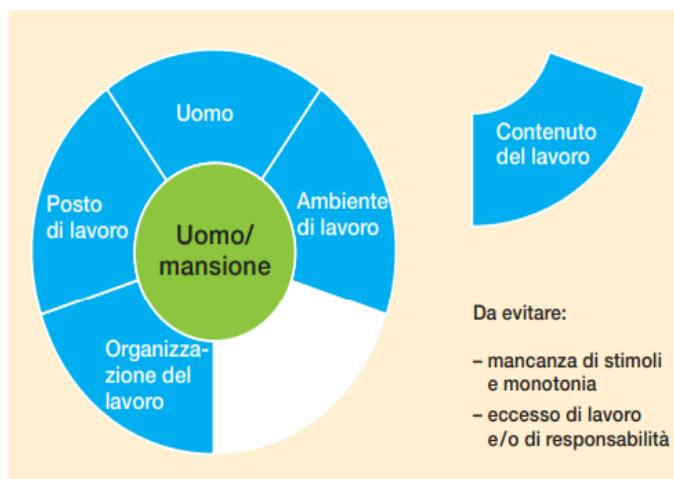 Uomo
Posto
di lavoro
Ambiente
di lavoro
Uomo/
mansione
Organizza-
zione del
lavoro
Contenuto
del lavoro
Da evitare:
– mancanza di stimoli
e monotonia
– eccesso di lavoro
e/o di responsabilità